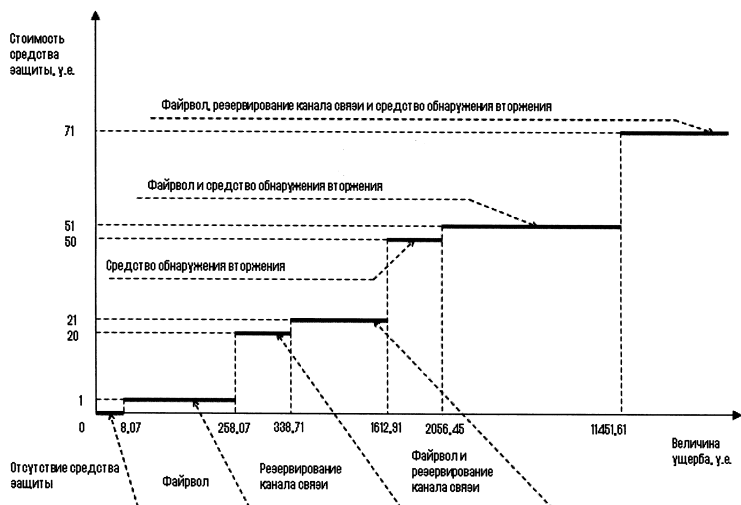 Стоимость
средства
защиты, у.е.
Файрвол, резервирование канала связи и средство обнаружения вторжения
71
Файрвол и средство обнаружения вторжения
51
50
Средство обнаружения вторжения
21
20
1
0
8,07
258,07
338,71
1612,91
2056,45
11451,61
Величина
ущерба, у.е.
Отсутствие средства
защиты
Файрвол
Резервирование
канала связи
Файрвол и
резервирование
канала связи